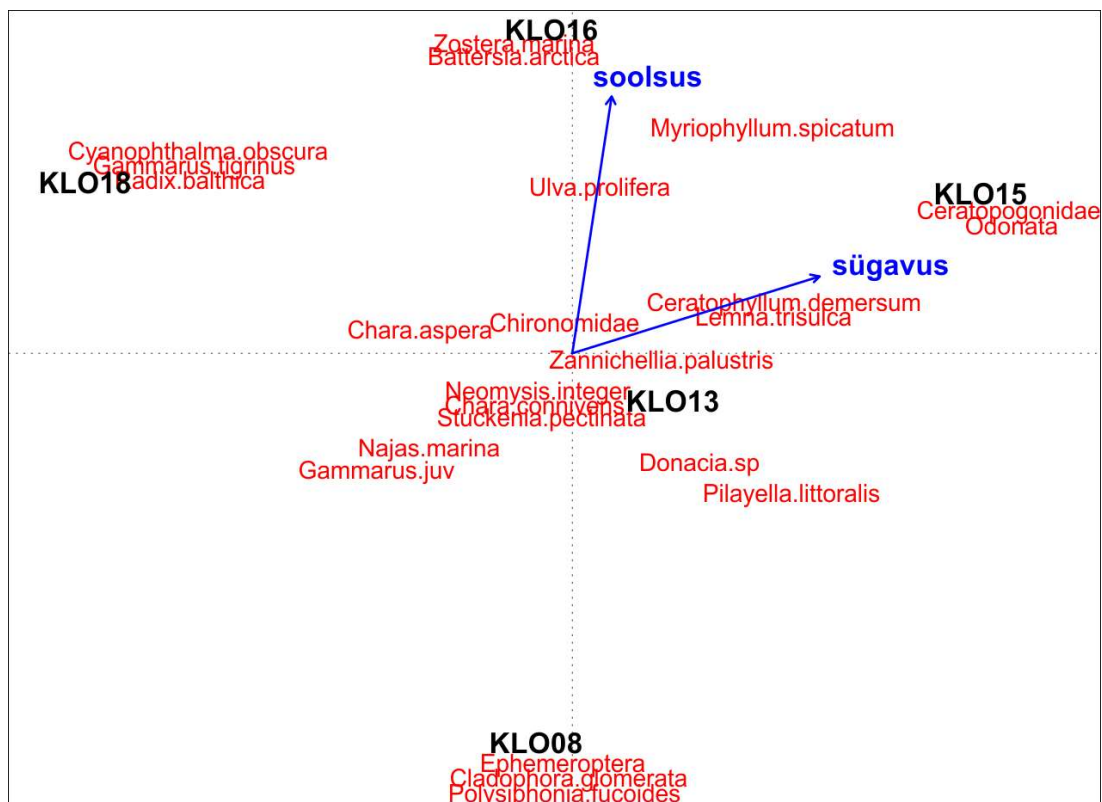 KLO16
Zostera.marina
Battersia.arctica
soolsus
Myriophyllum.spicatum
Cyanophthalma.obscura
Gammarus.tigrinus
Radix.balthica
KLO18
Ulva.prolifera
KLO15
Ceratopogonidae
Odonata
sügavus
Ceratophyllum.demersum
Lemna.trisulca
Chironomidae
Chara.aspera
Zannichellia.palustris
Neomysis.integer
Chara.connivens
KLO13
Stuckenia.pectinata
Najas.marina
Gammarus.juv
Donacia.sp
Pilayella.littoralis
KLO08
Ephemeroptera
Cladophora.glomerata
Polysiphonia.fucoides